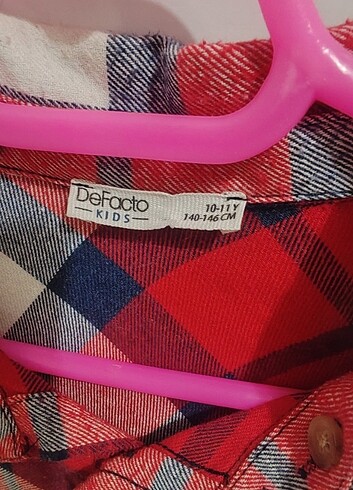 DeFacto
KIDS
10-11 Y
140-146 CM